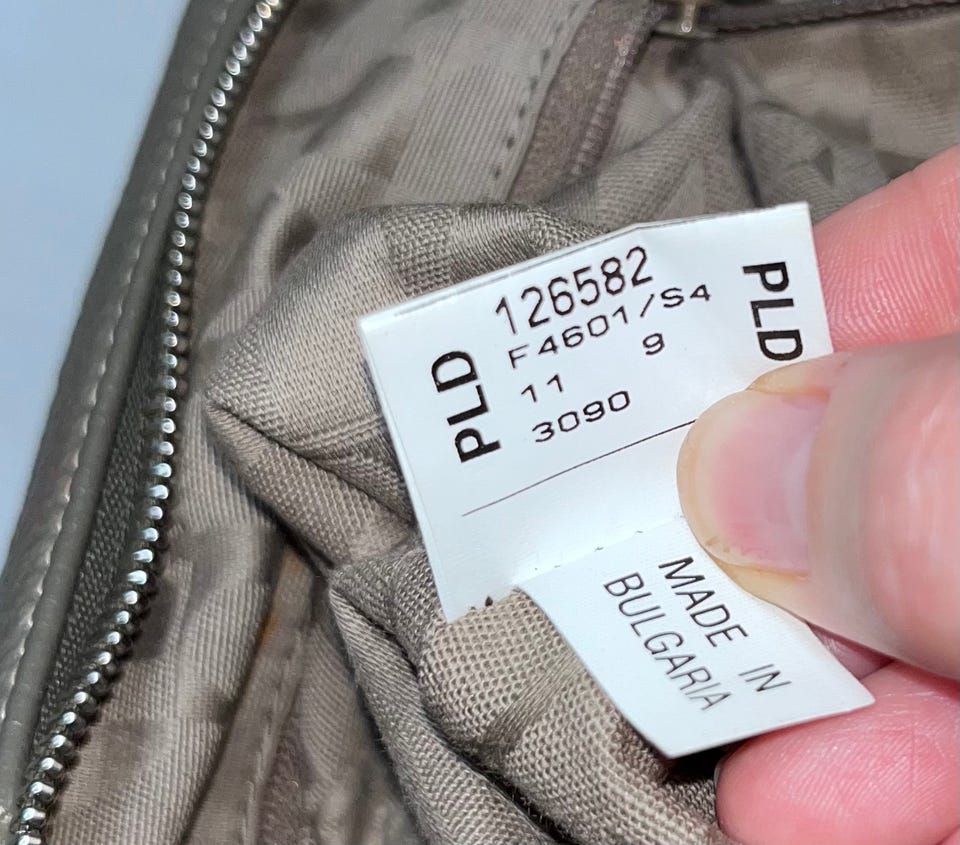 PLD
126582
F4601/S4
11 9
3090
PLD
MADE IN
BULGARIA